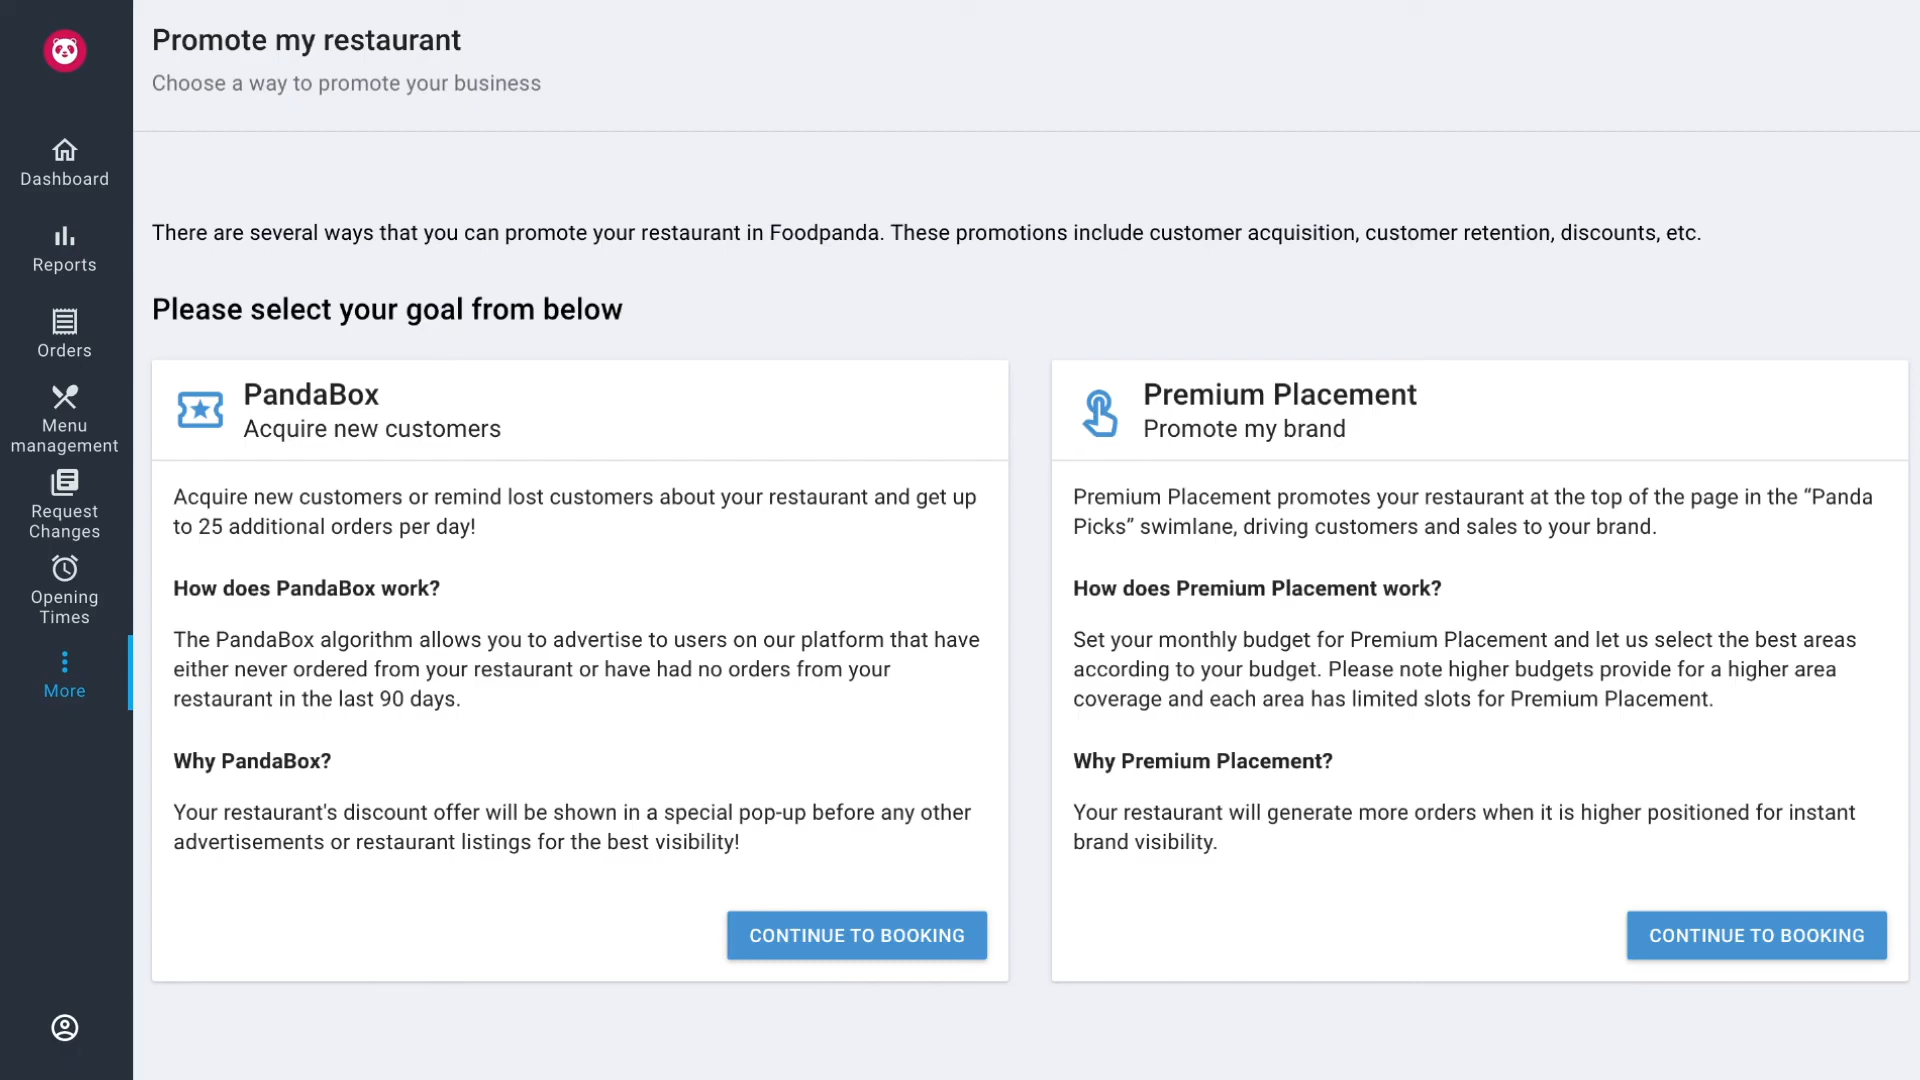 Promote my restaurant
Choose a way to promote your business
Dashboard
Reports
Orders
Menu
management
Request
Changes
Opening
Times
More
There are several ways that you can promote your restaurant in Foodpanda. These promotions include customer acquisition, customer retention, discounts, etc.
Please select your goal from below
PandaBox
Acquire new customers
Acquire new customers or remind lost customers about your restaurant and get up
to 25 additional orders per day!
How does PandaBox work?
The PandaBox algorithm allows you to advertise to users on our platform that have
either never ordered from your restaurant or have had no orders from your
restaurant in the last 90 days.
Why PandaBox?
Your restaurant's discount offer will be shown in a special pop-up before any other
advertisements or restaurant listings for the best visibility!
CONTINUE TO BOOKING
Premium Placement
Promote my brand
Premium Placement promotes your restaurant at the top of the page in the “Panda
Picks” swimlane, driving customers and sales to your brand.
How does Premium Placement work?
Set your monthly budget for Premium Placement and let us select the best areas
according to your budget. Please note higher budgets provide for a higher area
coverage and each area has limited slots for Premium Placement.
Why Premium Placement?
Your restaurant will generate more orders when it is higher positioned for instant
brand visibility.
CONTINUE TO BOOKING